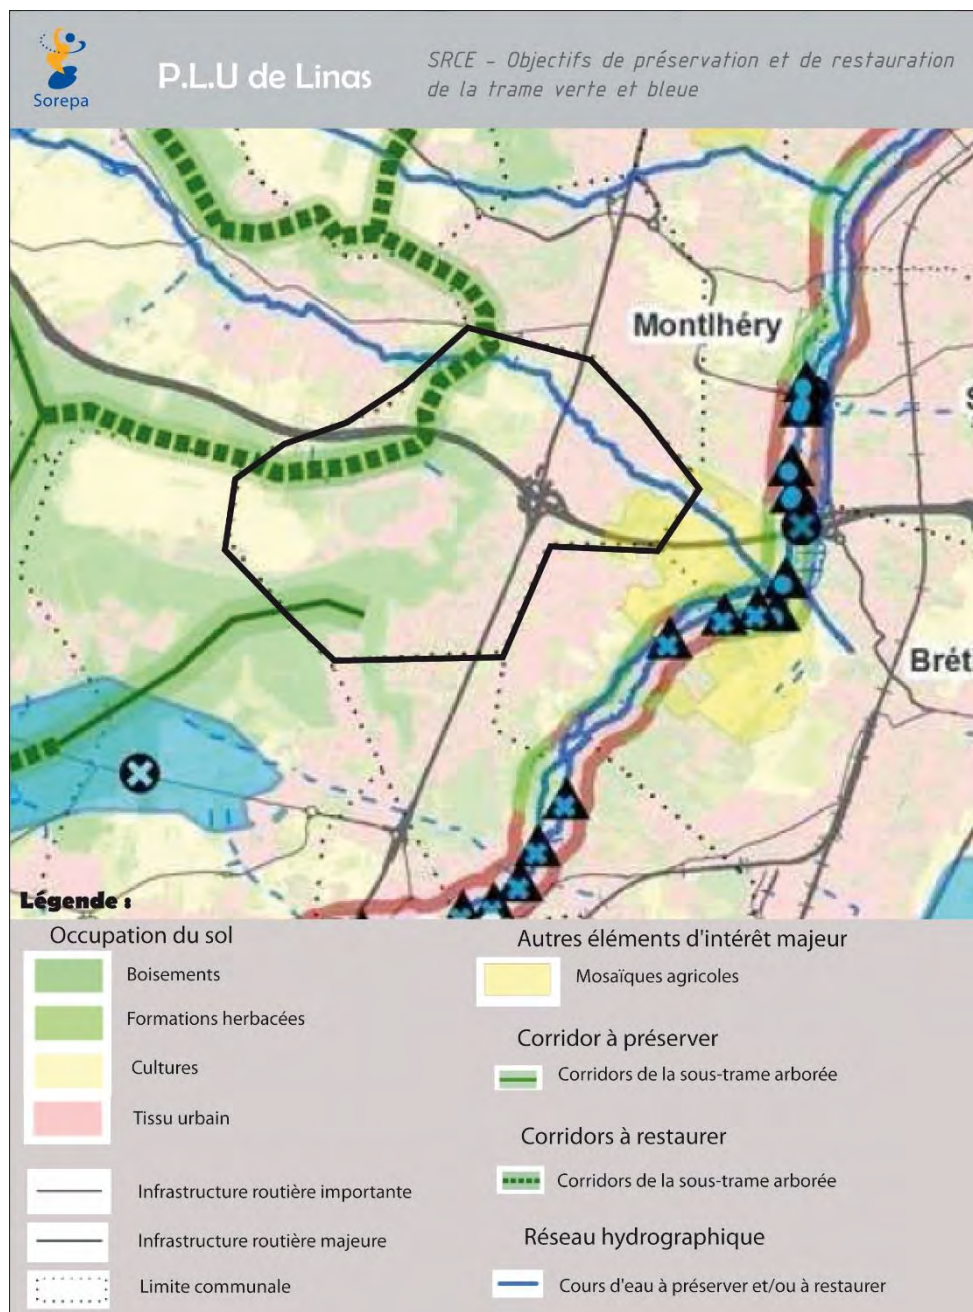 Sorepa
P.L.U de Linas
SRCE - Objectifs de préservation et de restauration
de la trame verte et bleue
Montlhéry
Brét
Légende :
Occupation du sol
Boisements
Formations herbacées
Cultures
Tissu urbain
Infrastructure routière importante
Infrastructure routière majeure
Limite communale
Autres éléments d'intérêt majeur
Mosaïques agricoles
Corridor à préserver
Corridors de la sous-trame arborée
Corridors à restaurer
Corridors de la sous-trame arborée
Réseau hydrographique
Cours d'eau à préserver et/ou à restaurer